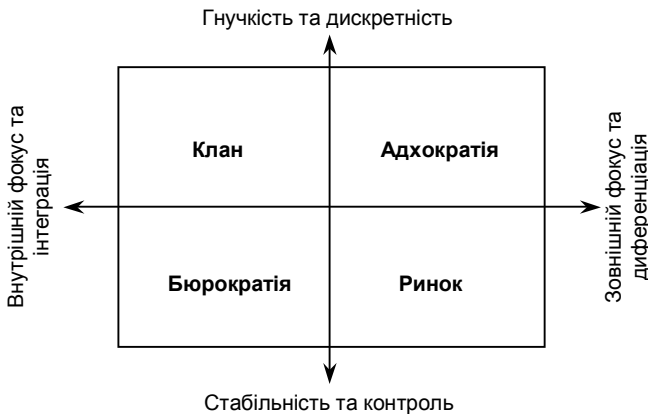 Гнучкість та дискретність
Внутрішній фокус та
інтеграція
Клан
Адхократія
Зовнішній фокус та
диференціація
Бюрократія
Ринок
Стабільність та контроль